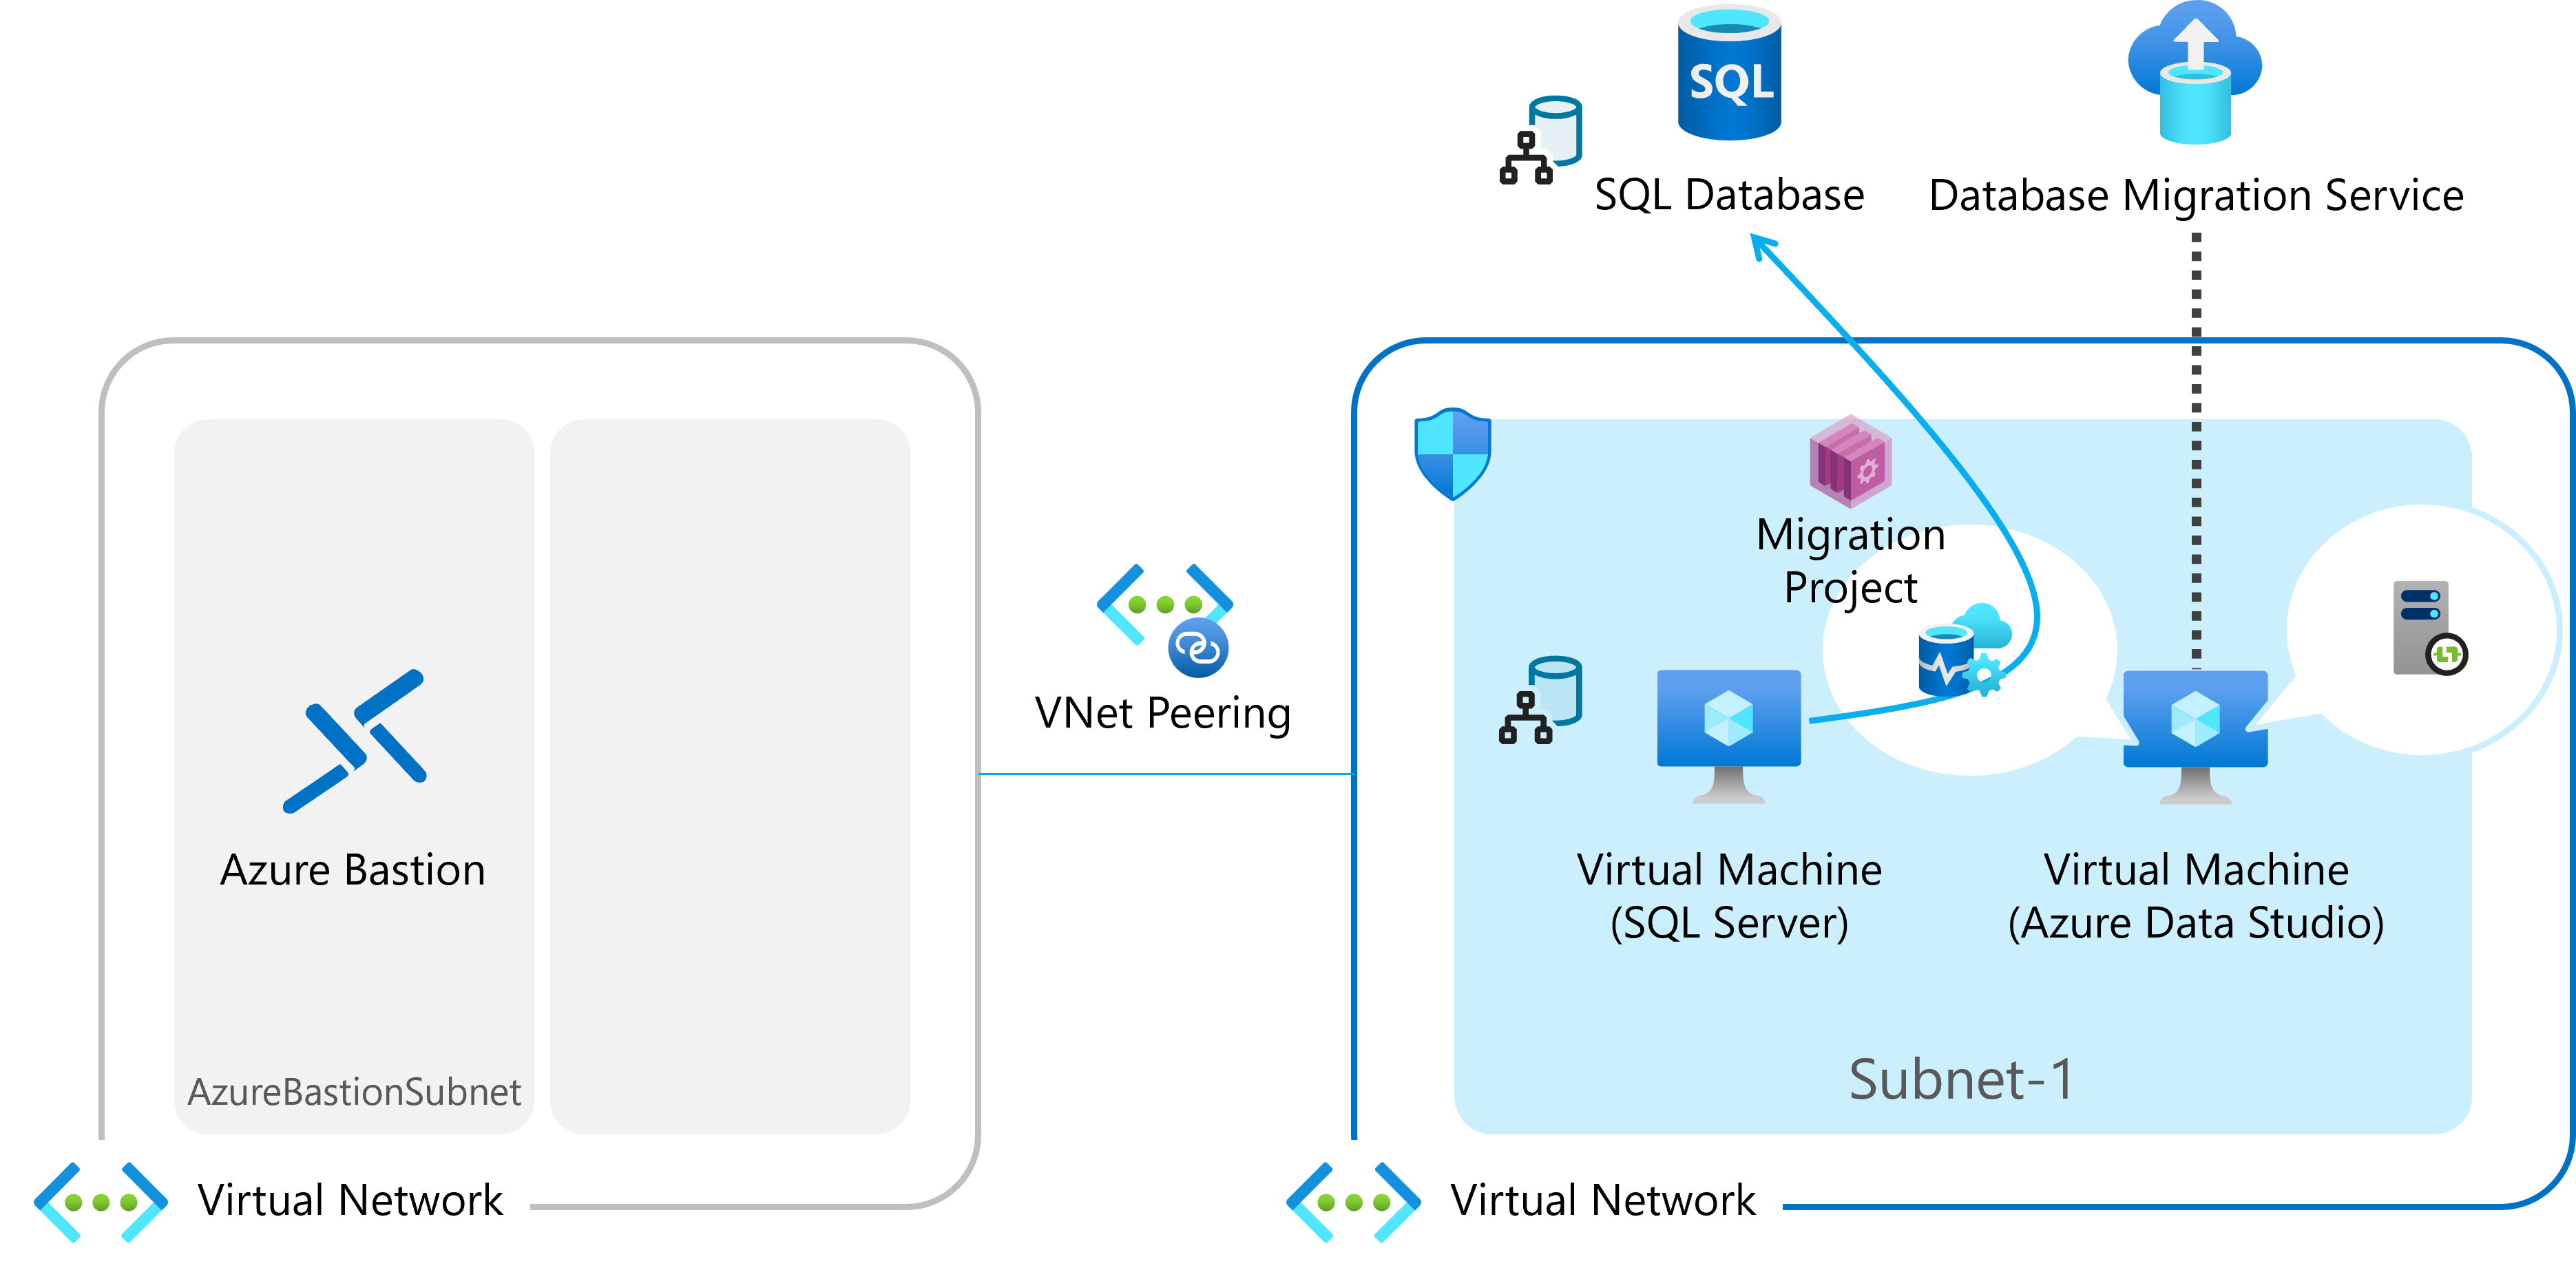 SQL
SQL Database
Database Migration Service
Migration
Project
VNet Peering
Azure Bastion
Virtual Machine
(SQL Server)
Virtual Machine
(Azure Data Studio)
AzureBastionSubnet
Subnet-1
Virtual Network
Virtual Network